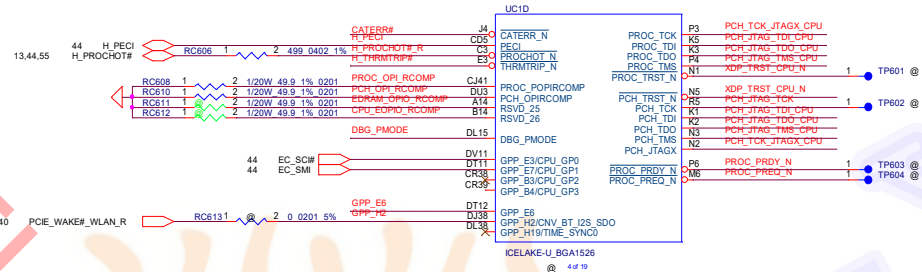 UC1D
CATERR# J4 CATERR_N PROC_TCK P3 PCH_TCK_JTAGX_CPU
44 H_PECI H_PECI CD5 PECI PROC_TDI K5 PCH_JTAG_TDI_CPU
13,44,55 H_PROCHOT# RC606 1 2 499 0402 1% H_PROCHOT#_R C3 PROCHOT_N PROC_TDO K3 PCH_JTAG_TDO_CPU
H_THRMTRIP# E3 THRMTRIP_N PROC_TMS P5 PCH_JTAG_TMS_CPU
PROC_TRST_N N1 XDP_TRST_CPU_N 1 TP601 @
RC608 1 2 1/20W 49.9 1% 0201 PROC_OPI_RCOMP CJ41 PROC_POPIRCOMP
RC610 1 2 1/20W 49.9 1% 0201 PCH_OPI_RCOMP DU3 PCH_OPIRCOMP PCH_TRST_N N5 XDP_TRST_CPU_N
RC611 1 @ 2 1/20W 49.9 1% 0201 EDRAM_OPIO_RCOMP A14 RSVD_25 PCH_TCK R5 PCH_JTAG_TCK 1 TP602 @
RC612 1 @ 2 1/20W 49.9 1% 0201 CPU_EOPIO_RCOMP B14 RSVD_26 PCH_TDI K1 PCH_JTAG_TDI_CPU
PCH_TDO K2 PCH_JTAG_TDO_CPU
DBG_PMODE DL15 DBG_PMODE PCH_TMS N3 PCH_JTAG_TMS_CPU
PCH_JTAGX N2 PCH_TCK_JTAGX_CPU
44 EC_SCI# DV11 GPP_E3/CPU_GP0
44 EC_SMI DT11 GPP_E7/CPU_GP1 PROC_PRDY_N P6 PROC_PRDY_N 1 TP603 @
CR38 GPP_B3/CPU_GP2 PROC_PREQ_N M6 PROC_PREQ_N 1 TP604 @
CR39 GPP_B4/CPU_GP3
GPP_E6 DT12 GPP_E6
40 PCIE_WAKE#_WLAN_R RC613 1 @ 2 0 0201 5% GPP_H2 DJ38 GPP_H2/CNV_BT_I2S_SDO
DL38 GPP_H19/TIME_SYNC0
ICELAKE-U_BGA1526
@ 4 of 19